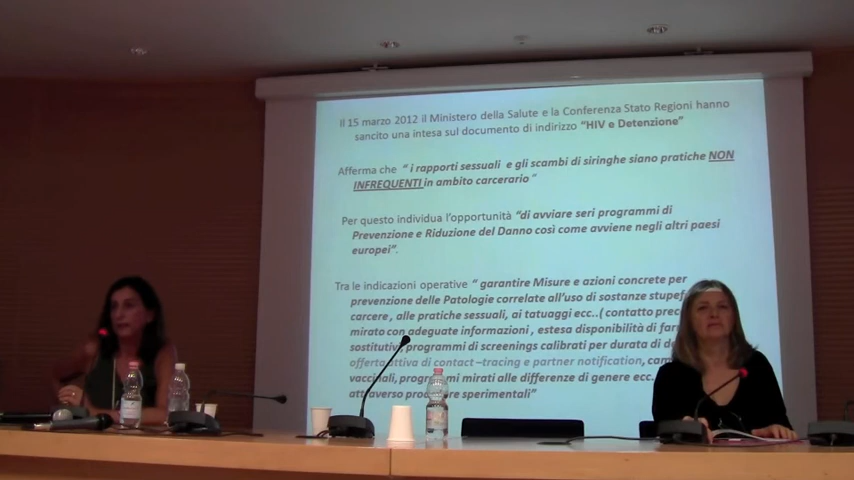 Il 15 marzo 2012 il Ministero della Salute e la Conferenza Stato Regioni hanno
sancito una intesa sul documento di indirizzo "HIV e Detenzione"
Afferma che " i rapporti sessuali e gli scambi di siringhe siano pratiche NON
INFREQUENTI in ambito carcerario "
Per questo individua l'opportunità "di avviare seri programmi di
Prevenzione e Riduzione del Danno così come avviene negli altri paesi
europei".
Tra le indicazioni operative " garantire Misure e azioni concrete per
prevenzione delle Patologie correlate all'uso di sostanze
carcere , alle pratiche sessuali, ai tatuaggi ecc..( contatto
mirato con adeguate informazioni , estesa disponibilità di
sostitutivi, programmi di screenings calibrati per durata di
offerta attiva di contact –tracing e partner notification,
vaccinali, programmi mirati alle differenze di genere ecc.
attraverso sperimentali"